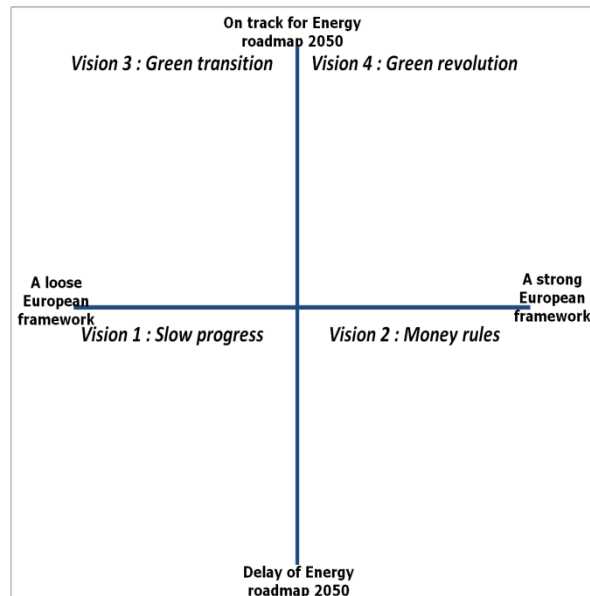 On track for Energy
roadmap 2050
Vision 3 : Green transition
Vision 4 : Green revolution
A loose
European
framework
A strong
European
framework
Vision 1 : Slow progress
Vision 2 : Money rules
Delay of Energy
roadmap 2050